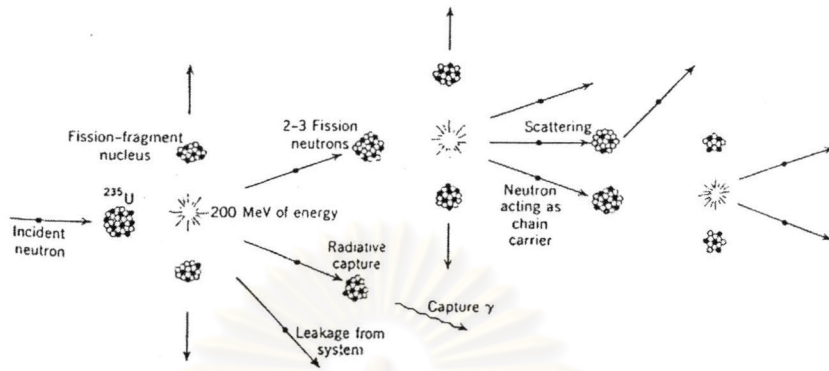 Fission-fragment
nucleus
2-3 Fission
neutrons
Scattering
²³⁵U
200 MeV of energy
Incident
neutron
Radiative
capture
Neutron
acting as
chain
carrier
Capture γ
Leakage from
system